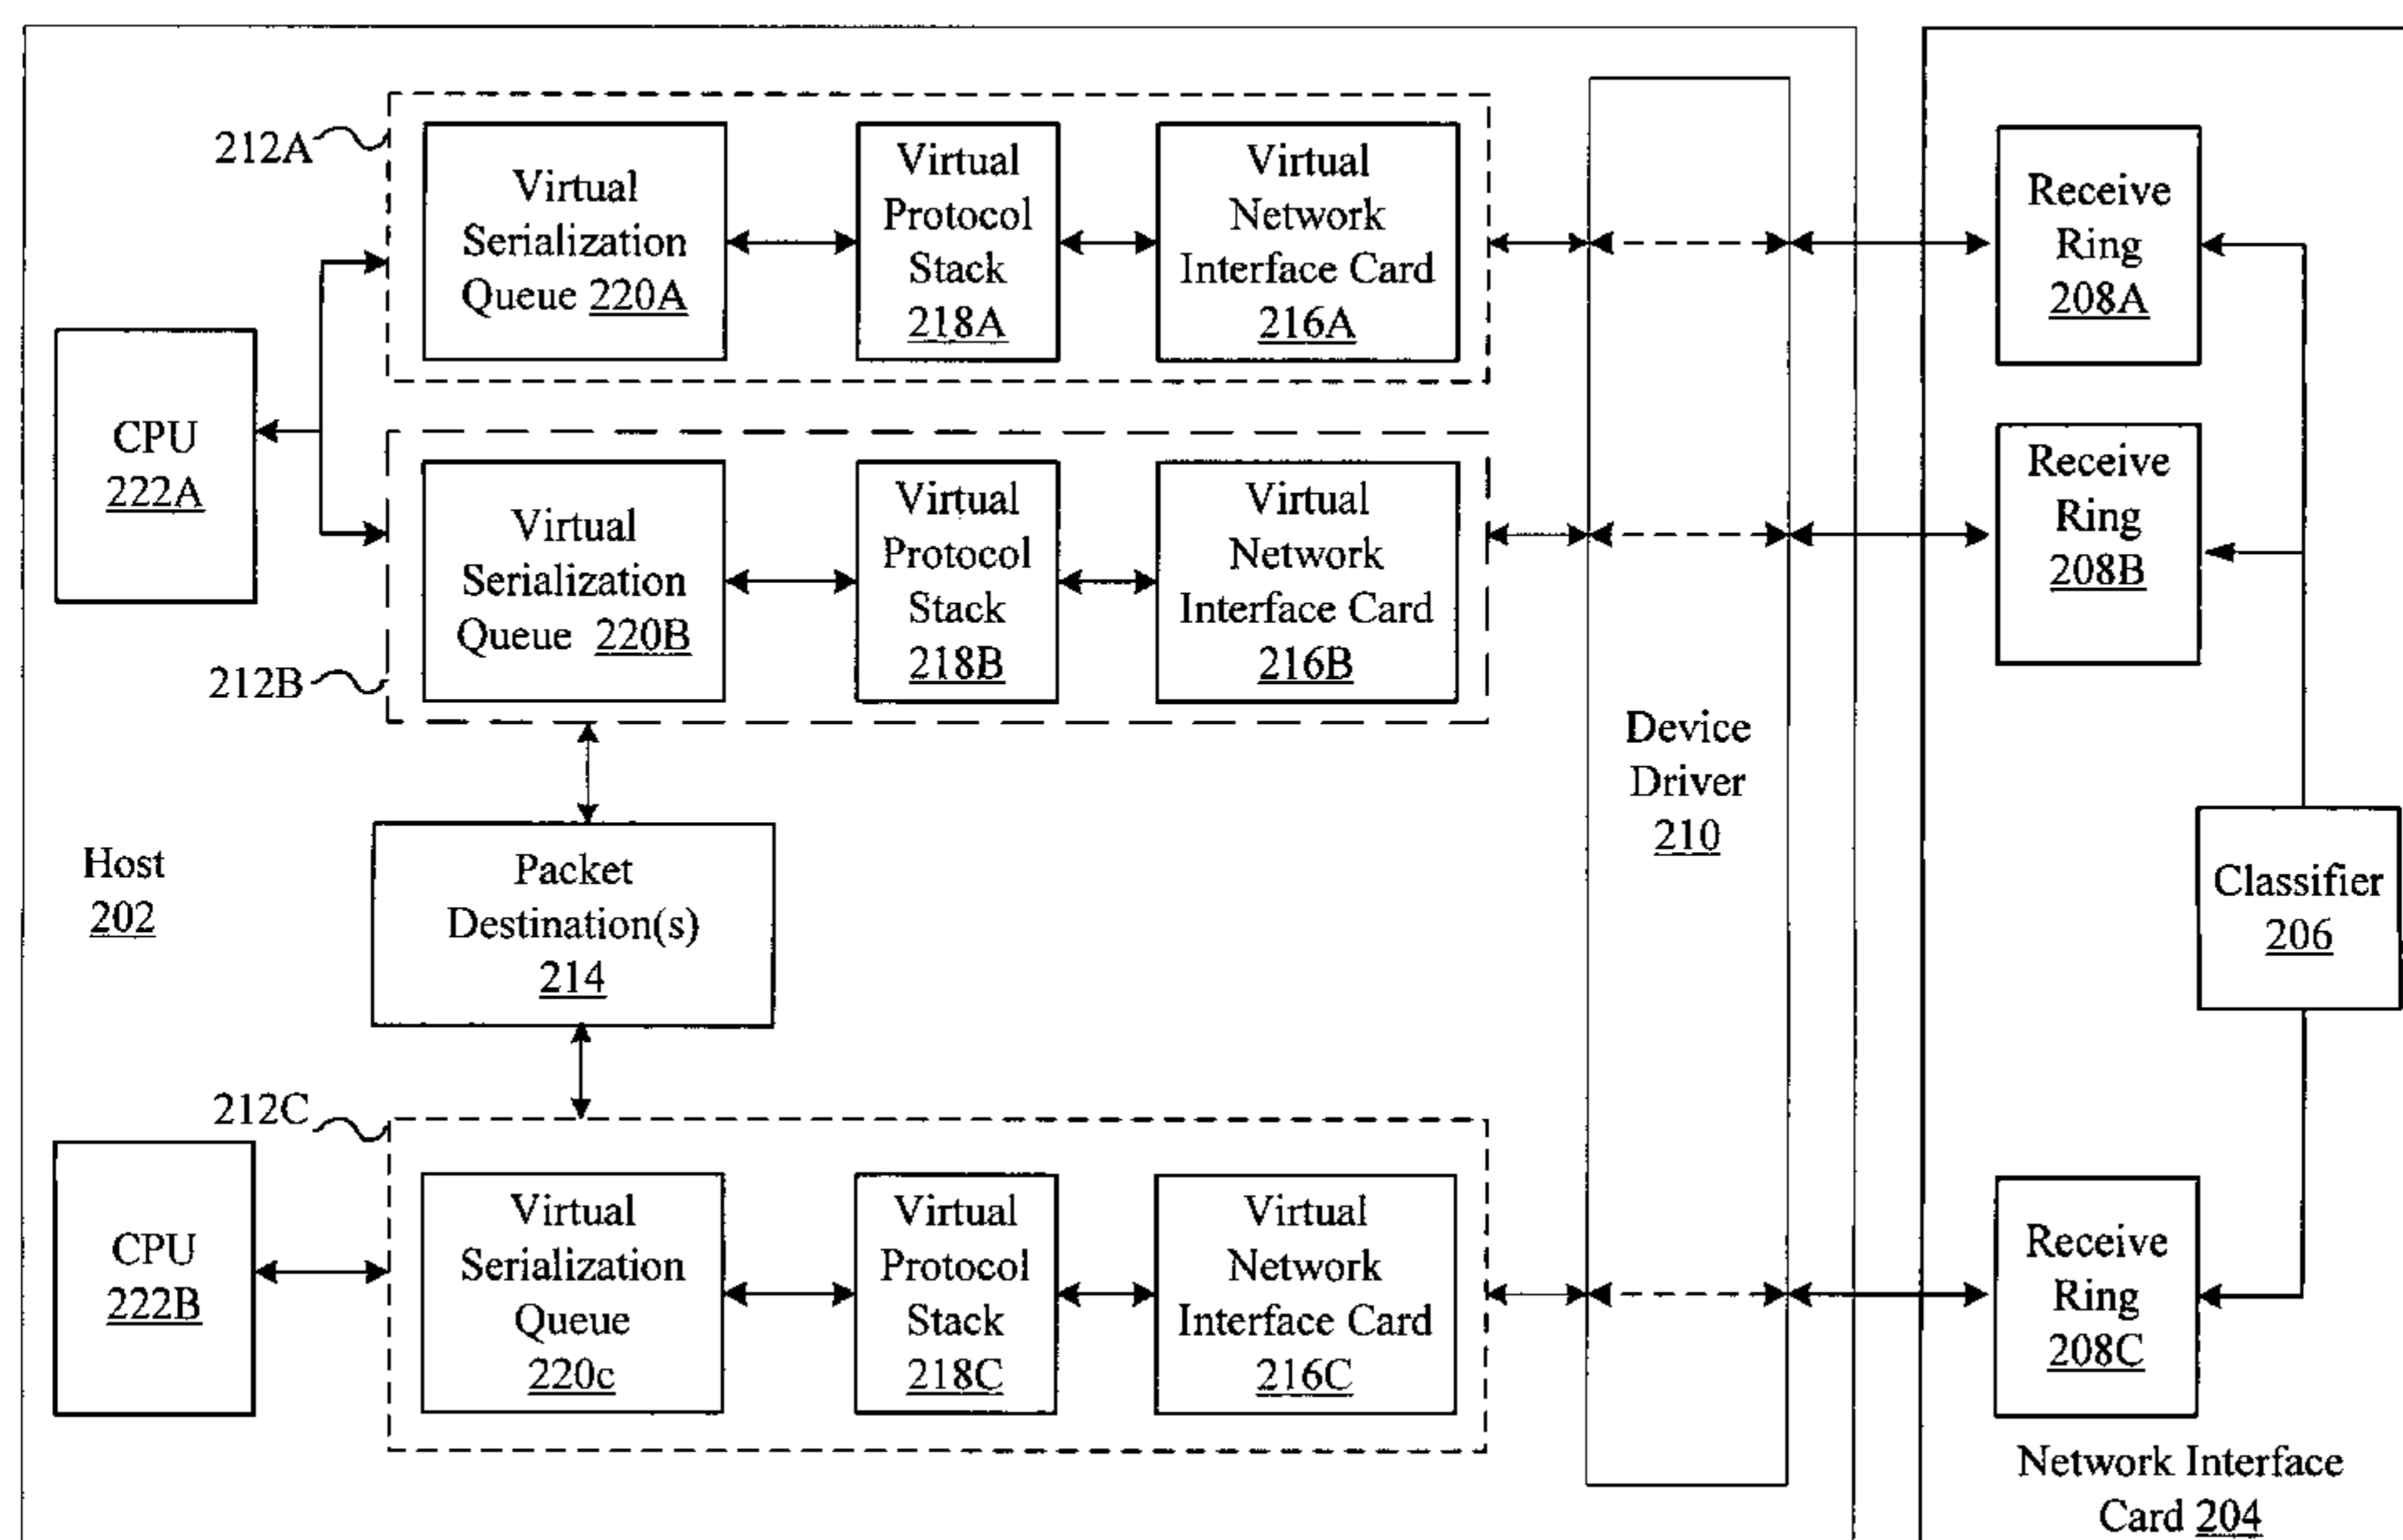 212A
Virtual
Serialization
Queue 220A
Virtual
Protocol
Stack
218A
Virtual
Network
Interface Card
216A
Receive
Ring
208A
CPU
222A
Virtual
Serialization
Queue 220B
212B
Virtual
Protocol
Stack
218B
Virtual
Network
Interface Card
216B
Receive
Ring
208B
Device
Driver
210
Host
202
Packet
Destination(s)
214
Classifier
206
212C
CPU
222B
Virtual
Serialization
Queue
220c
Virtual
Protocol
Stack
218C
Virtual
Network
Interface Card
216C
Receive
Ring
208C
Network Interface
Card 204